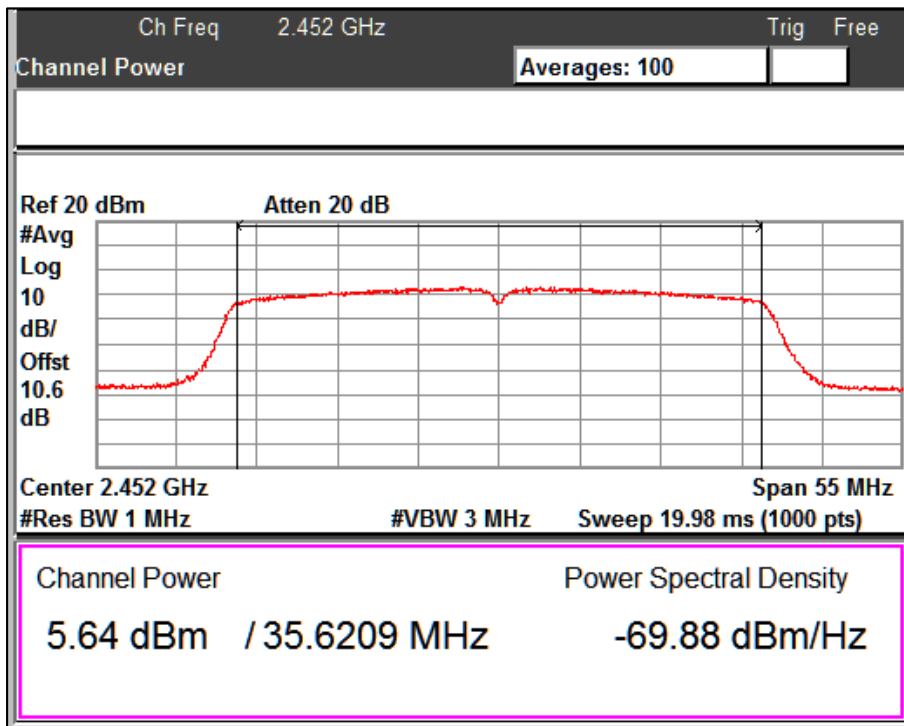 Ch Freq 2.452 GHz Trig Free
Channel Power Averages: 100
Ref 20 dBm Atten 20 dB
#Avg
Log
10
dB/
Offst
10.6
dB
Center 2.452 GHz Span 55 MHz
#Res BW 1 MHz #VBW 3 MHz Sweep 19.98 ms (1000 pts)
Channel Power Power Spectral Density
5.64 dBm / 35.6209 MHz -69.88 dBm/Hz